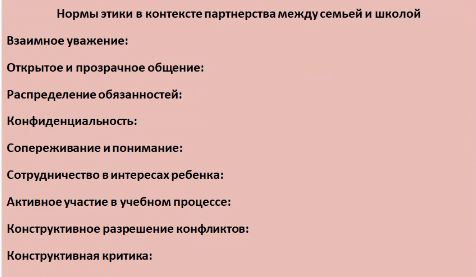 Нормы этики в контексте партнерства между семьей и школой
Взаимное уважение:
Открытое и прозрачное общение:
Распределение обязанностей:
Конфиденциальность:
Сопереживание и понимание:
Сотрудничество в интересах ребенка:
Активное участие в учебном процессе:
Конструктивное разрешение конфликтов:
Конструктивная критика: